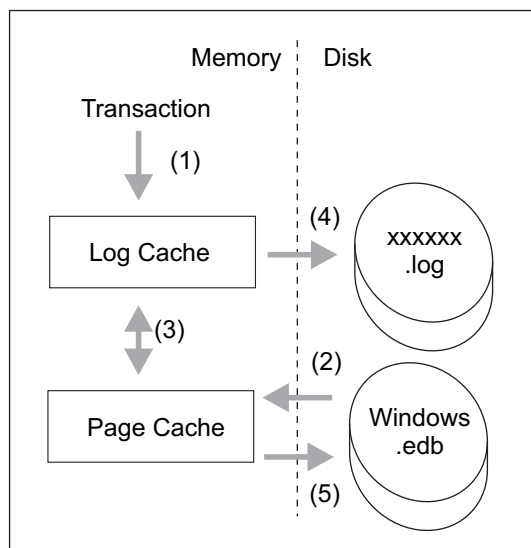 Memory
Disk
Transaction
(1)
(4)
Log Cache
xxxxxx
.log
(3)
(2)
Page Cache
Windows
.edb
(5)